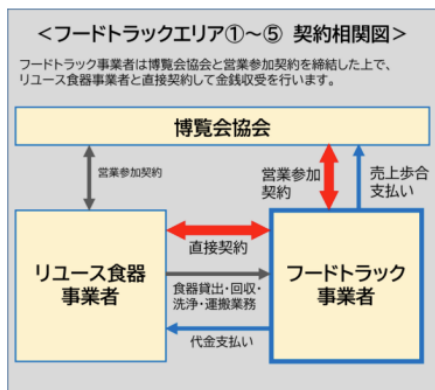 ＜フードトラックエリア①～⑤ 契約相関図＞
フードトラック事業者は博覧会協会と営業参加契約を締結した上で、
リユース食器事業者と直接契約して金銭収受を行います。
博覧会協会
営業参加契約
営業参加
契約
売上歩合
支払い
リユース食器
事業者
直接契約
食器貸出・回収・
洗浄・運搬業務
代金支払い
フードトラック
事業者